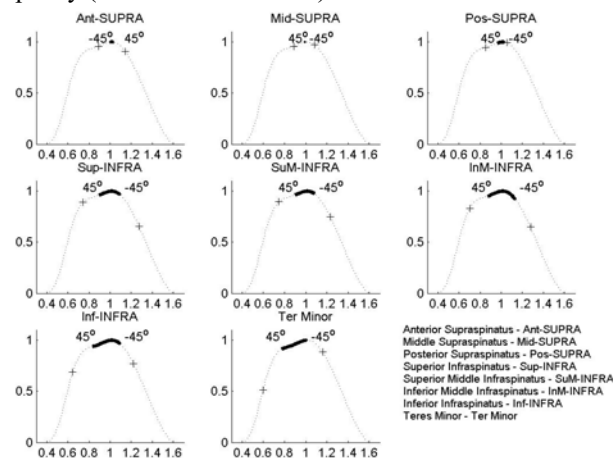 Ant-SUPRA Mid-SUPRA Pos-SUPRA
-45° 45° 45° -45° 45° -45°
1 1 1
0.5 0.5 0.5
0 0 0
0.4 0.6 0.8 1 1.2 1.4 1.6 0.4 0.6 0.8 1 1.2 1.4 1.6 0.4 0.6 0.8 1 1.2 1.4 1.6
Sup-INFRA SuM-INFRA InM-INFRA
45° -45° 45° -45° 45° -45°
1 1 1
0.5 0.5 0.5
0 0 0
0.4 0.6 0.8 1 1.2 1.4 1.6 0.4 0.6 0.8 1 1.2 1.4 1.6 0.4 0.6 0.8 1 1.2 1.4 1.6
Inf-INFRA Ter Minor
45° -45° 45° -45°
1 1
0.5 0.5
0 0
0.4 0.6 0.8 1 1.2 1.4 1.6 0.4 0.6 0.8 1 1.2 1.4 1.6
Anterior Supraspinatus - Ant-SUPRA
Middle Supraspinatus - Mid-SUPRA
Posterior Supraspinatus - Pos-SUPRA
Superior Infraspinatus - Sup-INFRA
Superior Middle Infraspinatus - SuM-INFRA
Inferior Middle Infraspinatus - InM-INFRA
Inferior Infraspinatus - Inf-INFRA
Teres Minor - Ter Minor